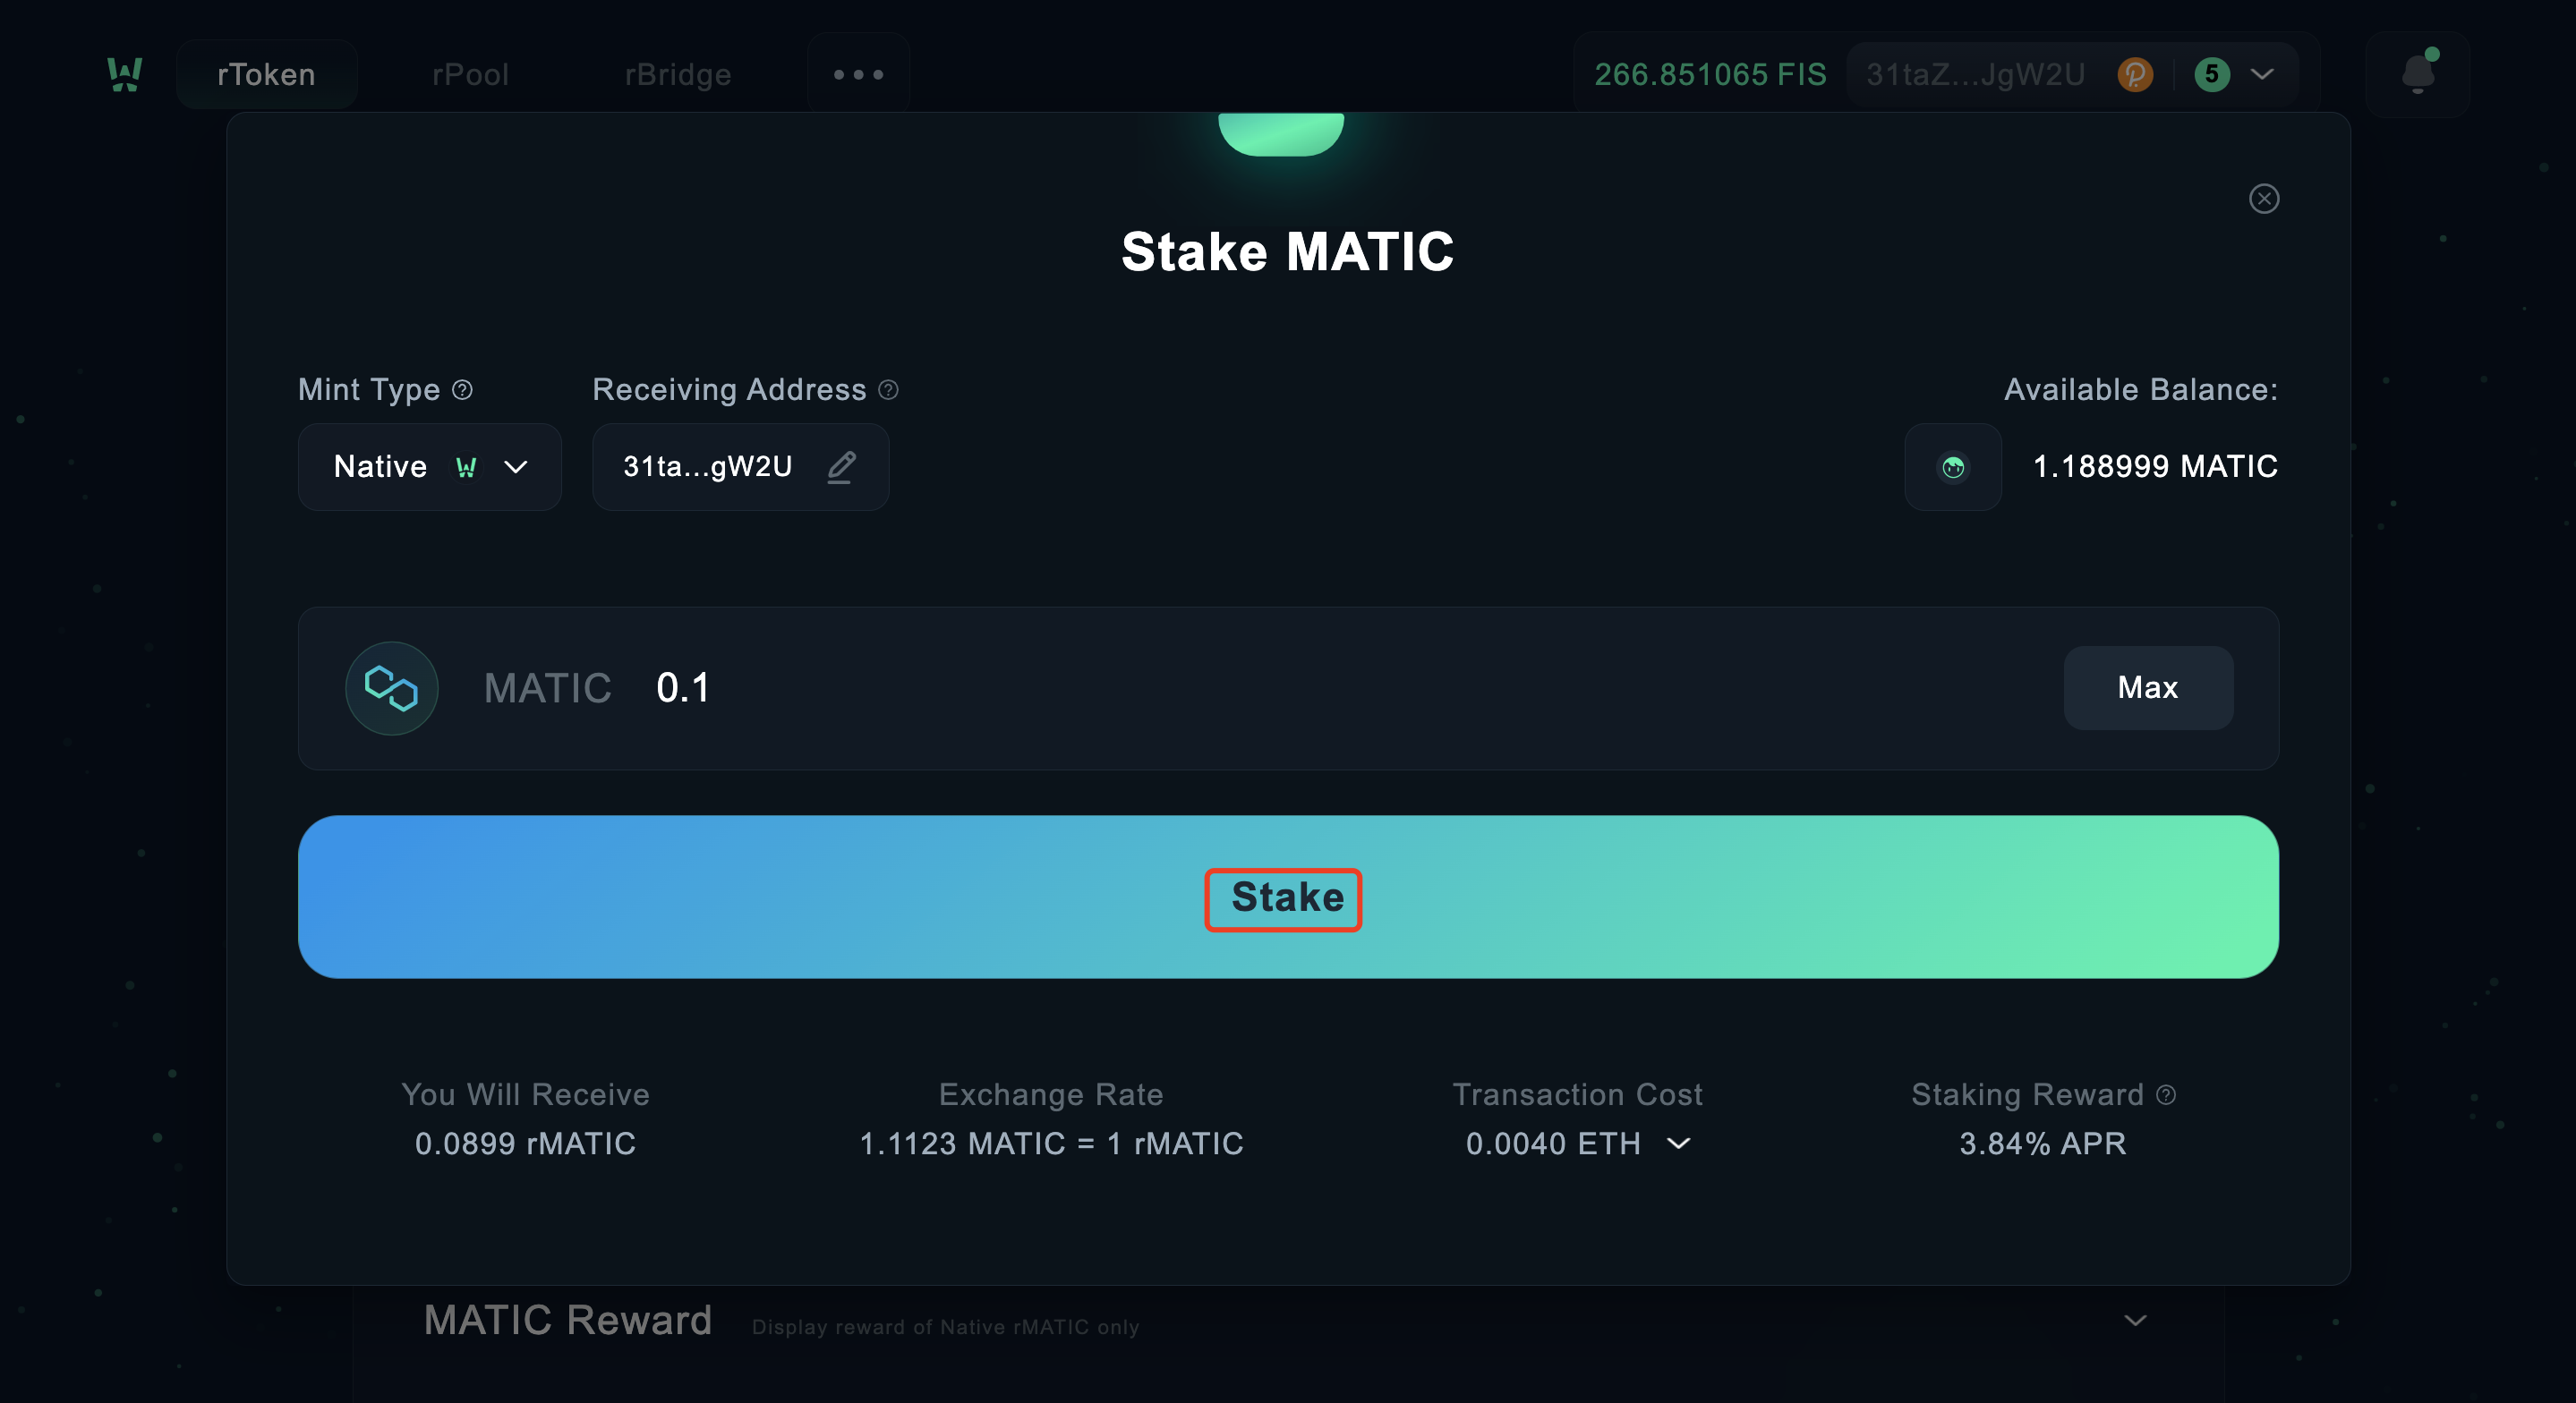 rToken rPool rBridge 266.851065 FIS 31taZ...JgW2U 5
Stake MATIC
Mint Type Receiving Address Available Balance:
Native 31ta...gW2U 1.188999 MATIC
MATIC 0.1 Max
Stake
You Will Receive Exchange Rate Transaction Cost Staking Reward
0.0899 rMATIC 1.1123 MATIC = 1 rMATIC 0.0040 ETH 3.84% APR
MATIC Reward Display reward of Native rMATIC only